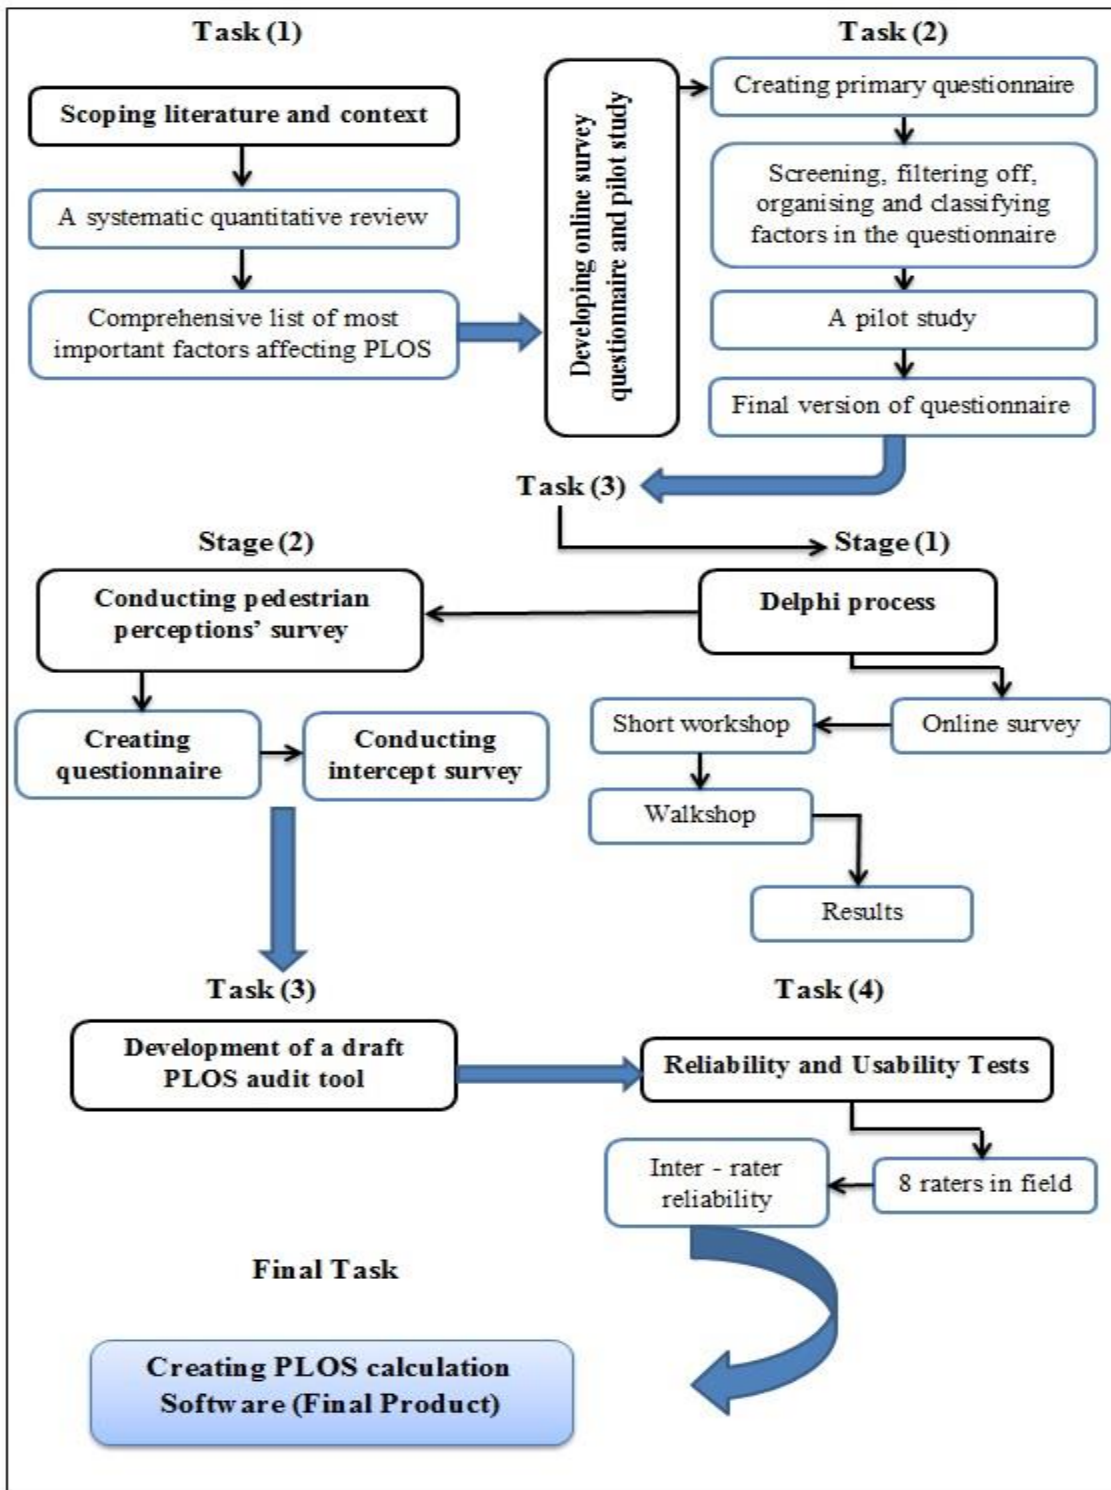 Task (1)
Scoping literature and context
A systematic quantitative review
Comprehensive list of most
important factors affecting PLOS
Developing online survey
questionnaire and pilot study
Task (2)
Creating primary questionnaire
Screening, filtering off,
organising and classifying
factors in the questionnaire
A pilot study
Final version of questionnaire
Task (3)
Stage (1)
Delphi process
Online survey
Short workshop
Walkshop
Results
Stage (2)
Conducting pedestrian
perceptions’ survey
Creating
questionnaire
Conducting
intercept survey
Task (3)
Development of a draft
PLOS audit tool
Task (4)
Reliability and Usability Tests
8 raters in field
Inter - rater
reliability
Final Task
Creating PLOS calculation
Software (Final Product)